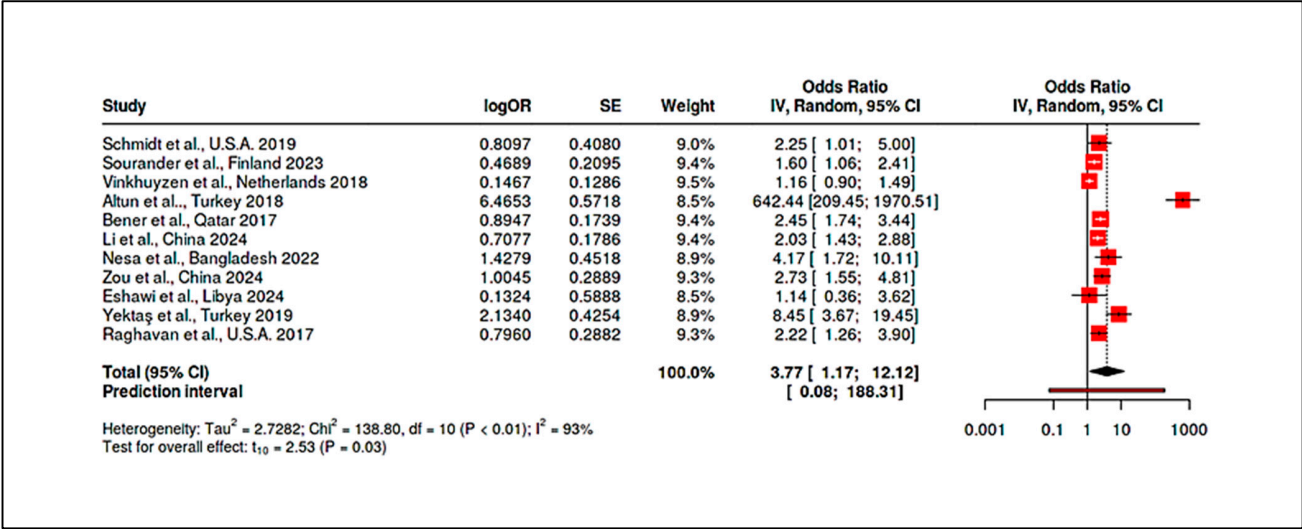 Odds Ratio Odds Ratio
Study logOR SE Weight IV, Random, 95% CI IV, Random, 95% CI
Schmidt et al., U.S.A. 2019 0.8097 0.4080 9.0% 2.25 [ 1.01; 5.00]
Sourander et al., Finland 2023 0.4689 0.2095 9.4% 1.60 [ 1.06; 2.41]
Vinkhuyzen et al., Netherlands 2018 0.1467 0.1286 9.5% 1.16 [ 0.90; 1.49]
Altun et al.., Turkey 2018 6.4653 0.5718 8.5% 642.44 [209.45; 1970.51]
Bener et al., Qatar 2017 0.8947 0.1739 9.4% 2.45 [ 1.74; 3.44]
Li et al., China 2024 0.7077 0.1786 9.4% 2.03 [ 1.43; 2.88]
Nesa et al., Bangladesh 2022 1.4279 0.4518 8.9% 4.17 [ 1.72; 10.11]
Zou et al., China 2024 1.0045 0.2889 9.3% 2.73 [ 1.55; 4.81]
Eshawi et al., Libya 2024 0.1324 0.5888 8.5% 1.14 [ 0.36; 3.62]
Yektaş et al., Turkey 2019 2.1340 0.4254 8.9% 8.45 [ 3.67; 19.45]
Raghavan et al., U.S.A. 2017 0.7960 0.2882 9.3% 2.22 [ 1.26; 3.90]
Total (95% CI) 100.0% 3.77 [ 1.17; 12.12]
Prediction interval [ 0.08; 188.31]
Heterogeneity: Tau² = 2.7282; Chi² = 138.80, df = 10 (P < 0.01); I² = 93%
Test for overall effect: t₁₀ = 2.53 (P = 0.03)
0.001 0.1 1 10 1000